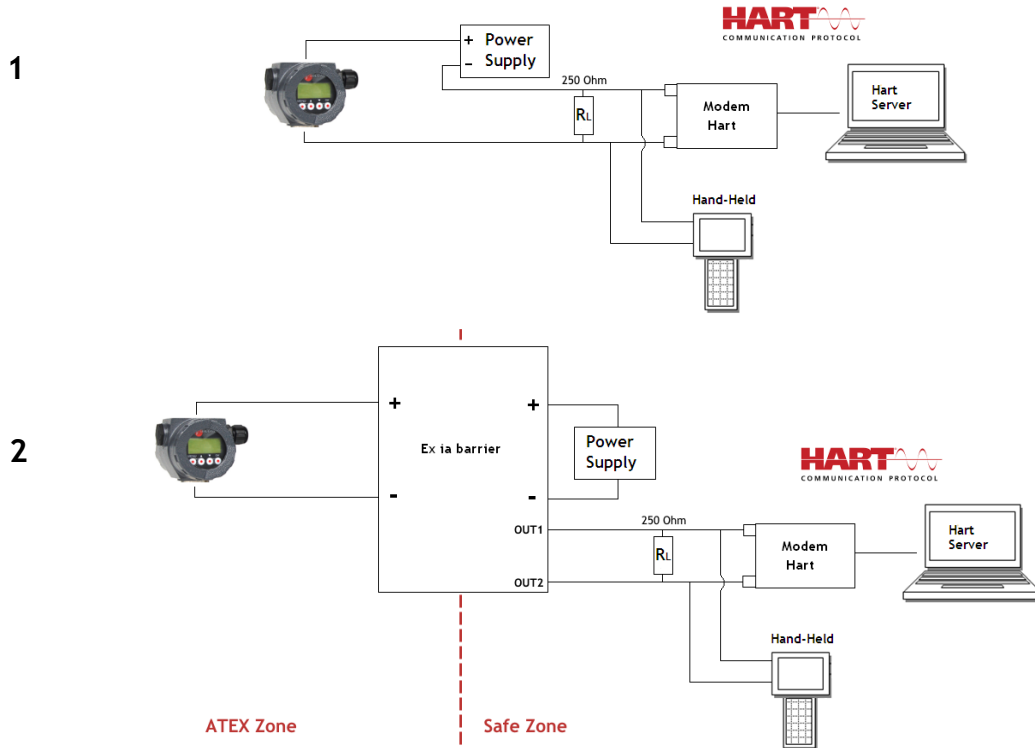 1
+ Power
- Supply
HART
COMMUNICATION PROTOCOL
250 Ohm
RL
Modem
Hart
Hart
Server
Hand-Held
2
+
-
Ex ia barrier
+
-
OUT1
OUT2
Power
Supply
HART
COMMUNICATION PROTOCOL
250 Ohm
RL
Modem
Hart
Hart
Server
Hand-Held
ATEX Zone
Safe Zone